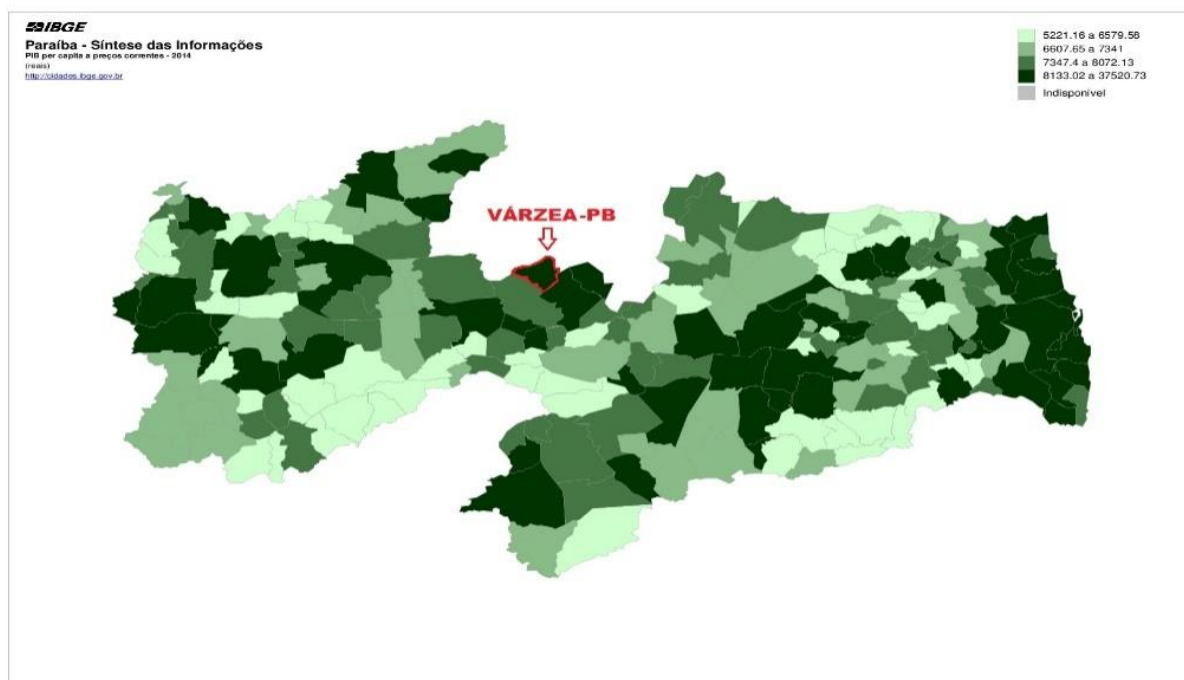 IBGE
Paraíba - Síntese das Informações
PIB per capita a preços correntes - 2014
(reais)
http://cidades.ibge.gov.br
5221.16 a 6579.58
6607.65 a 7341
7347.4 a 8072.13
8133.02 a 37520.73
Indisponível
VÁRZEA-PB